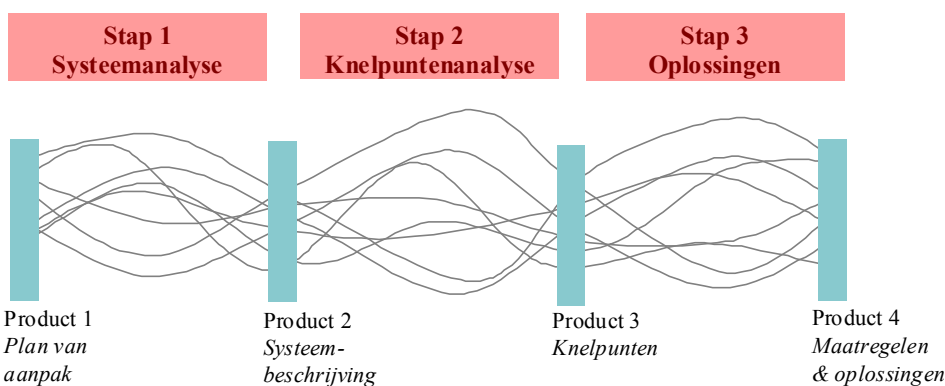 Stap 1
Systeemanalyse
Stap 2
Knelpuntenanalyse
Stap 3
Oplossingen
Product 1
Plan van
aanpak
Product 2
Systeem-
beschrijving
Product 3
Knelpunten
Product 4
Maatregelen
& oplossingen